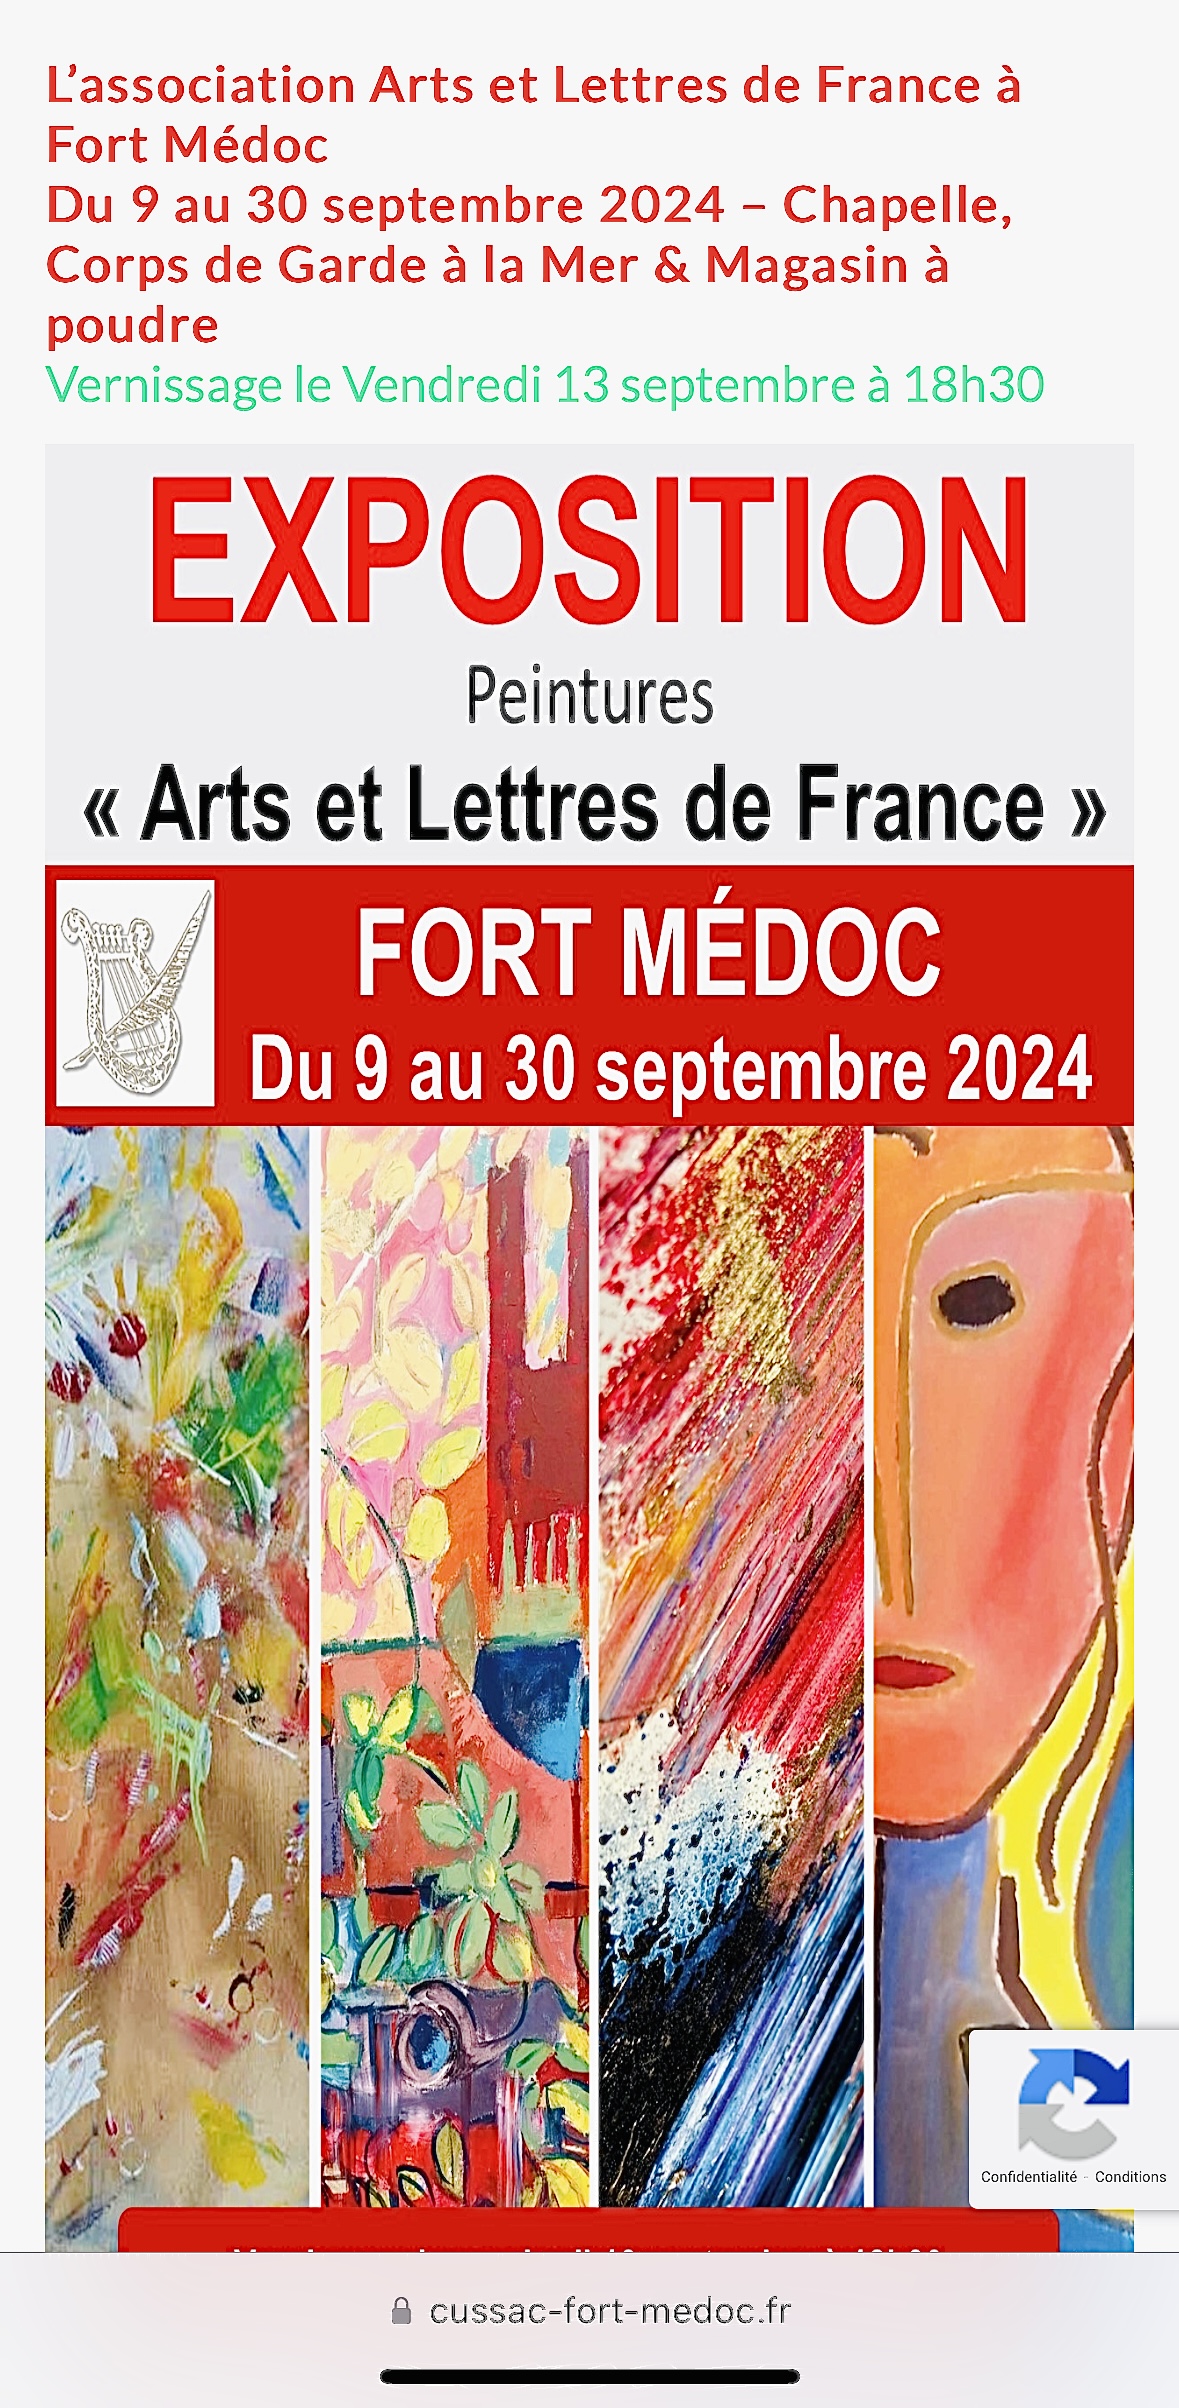 L’association Arts et Lettres de France à
Fort Médoc
Du 9 au 30 septembre 2024 – Chapelle,
Corps de Garde à la Mer & Magasin à
poudre
Vernissage le Vendredi 13 septembre à 18h30
EXPOSITION
Peintures
« Arts et Lettres de France »
FORT MÉDOC
Du 9 au 30 septembre 2024
Confidentialité - Conditions
cussac-fort-medoc.fr